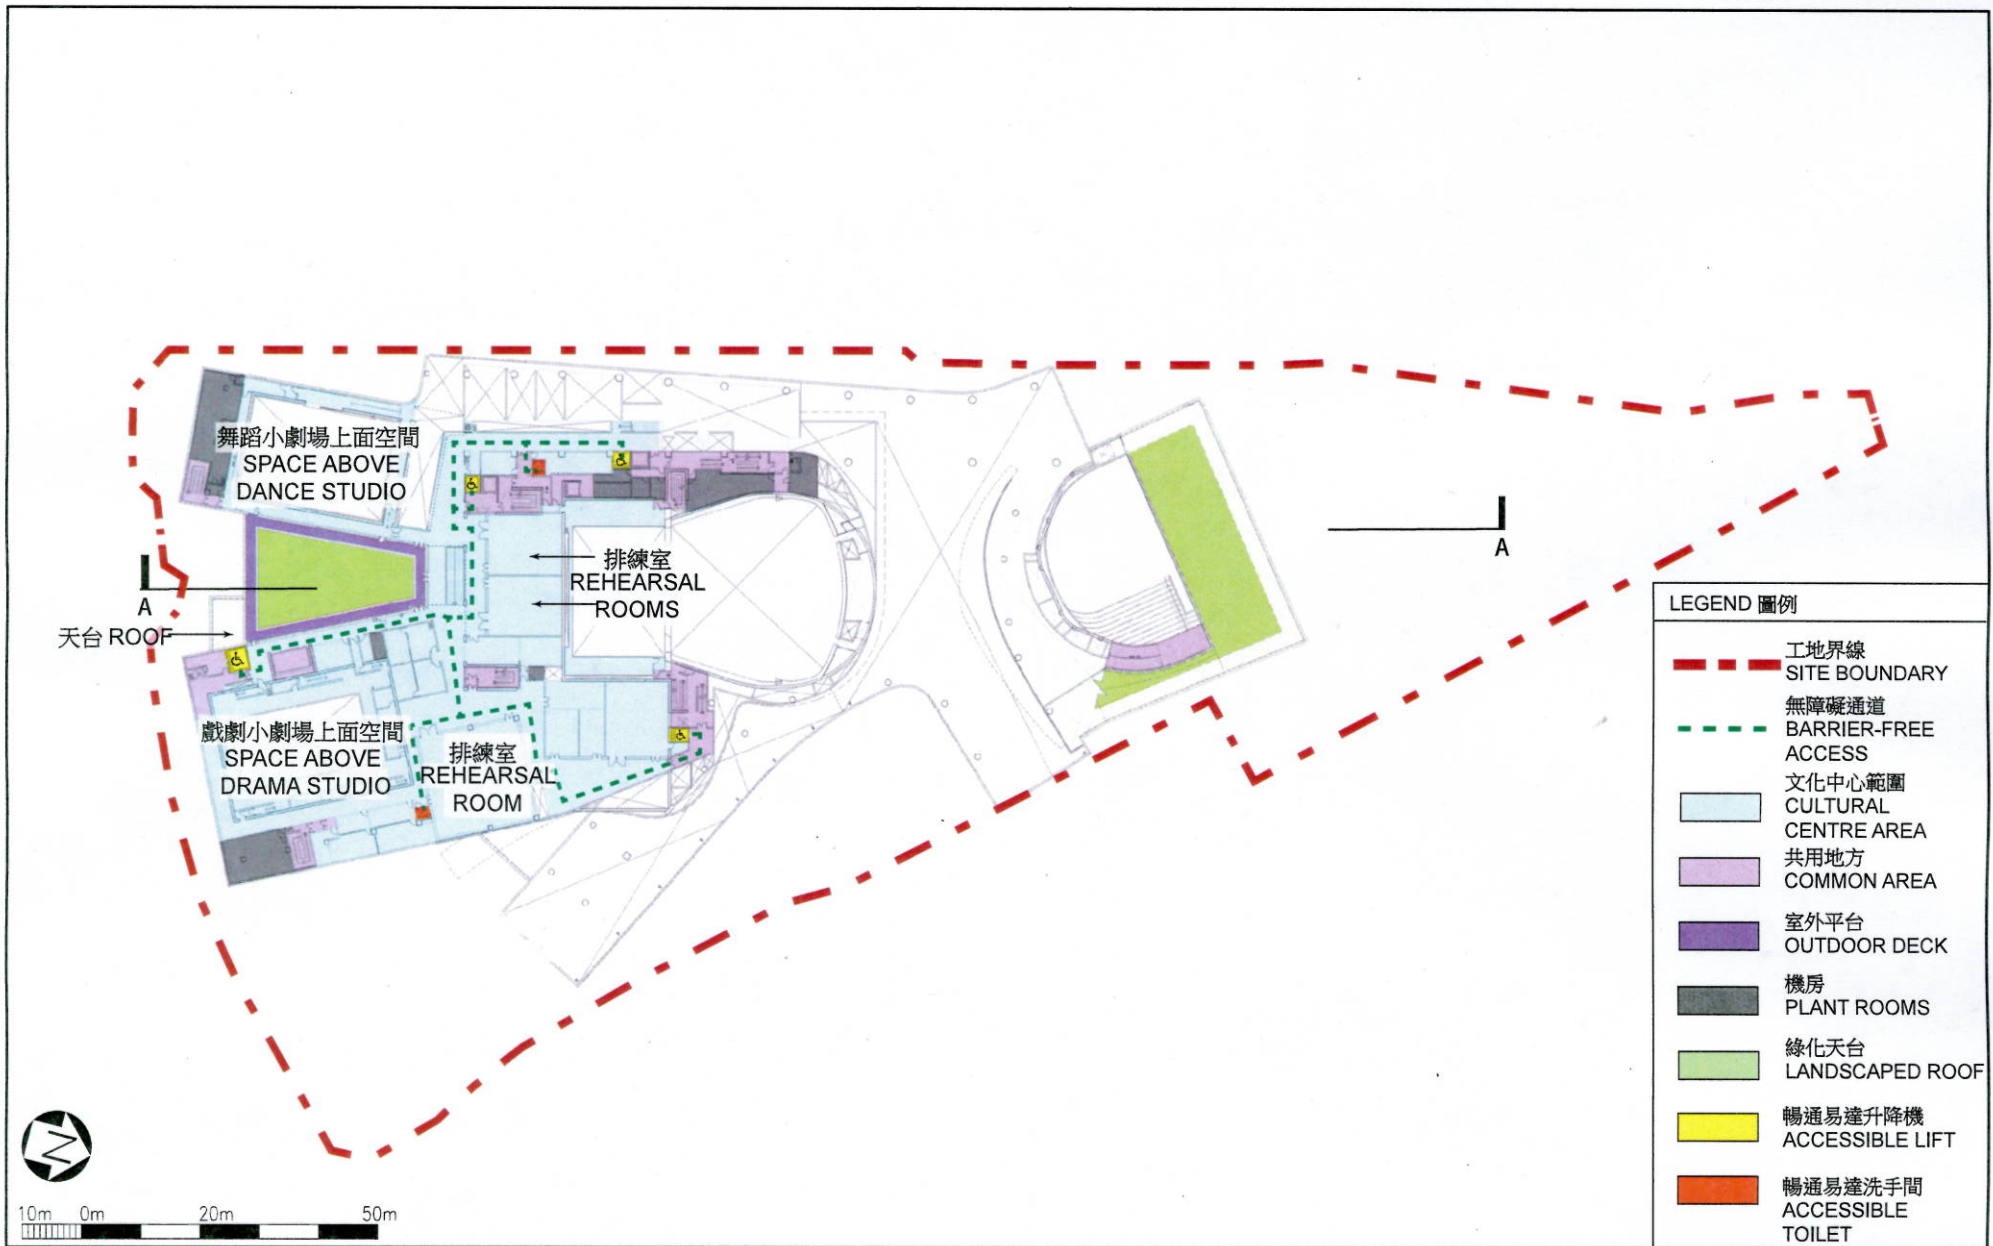 舞蹈小劇場上面空間
SPACE ABOVE
DANCE STUDIO
排練室
REHEARSAL
ROOMS
A
A
天台 ROOF
戲劇小劇場上面空間
SPACE ABOVE
DRAMA STUDIO
排練室
REHEARSAL
ROOM
LEGEND 圖例
工地界線
SITE BOUNDARY
無障礙通道
BARRIER-FREE
ACCESS
文化中心範圍
CULTURAL
CENTRE AREA
共用地方
COMMON AREA
室外平台
OUTDOOR DECK
機房
PLANT ROOMS
綠化天台
LANDSCAPED ROOF
暢通易達升降機
ACCESSIBLE LIFT
暢通易達洗手間
ACCESSIBLE
TOILET
N
10m 0m 20m 50m